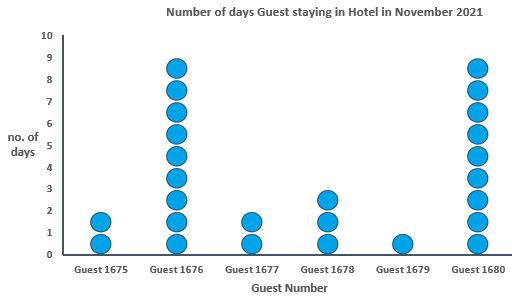 Number of days Guest staying in Hotel in November 2021
10
9
8
7
6
5
4
3
2
1
0
no. of
days
Guest 1675 Guest 1676 Guest 1677 Guest 1678 Guest 1679 Guest 1680
Guest Number